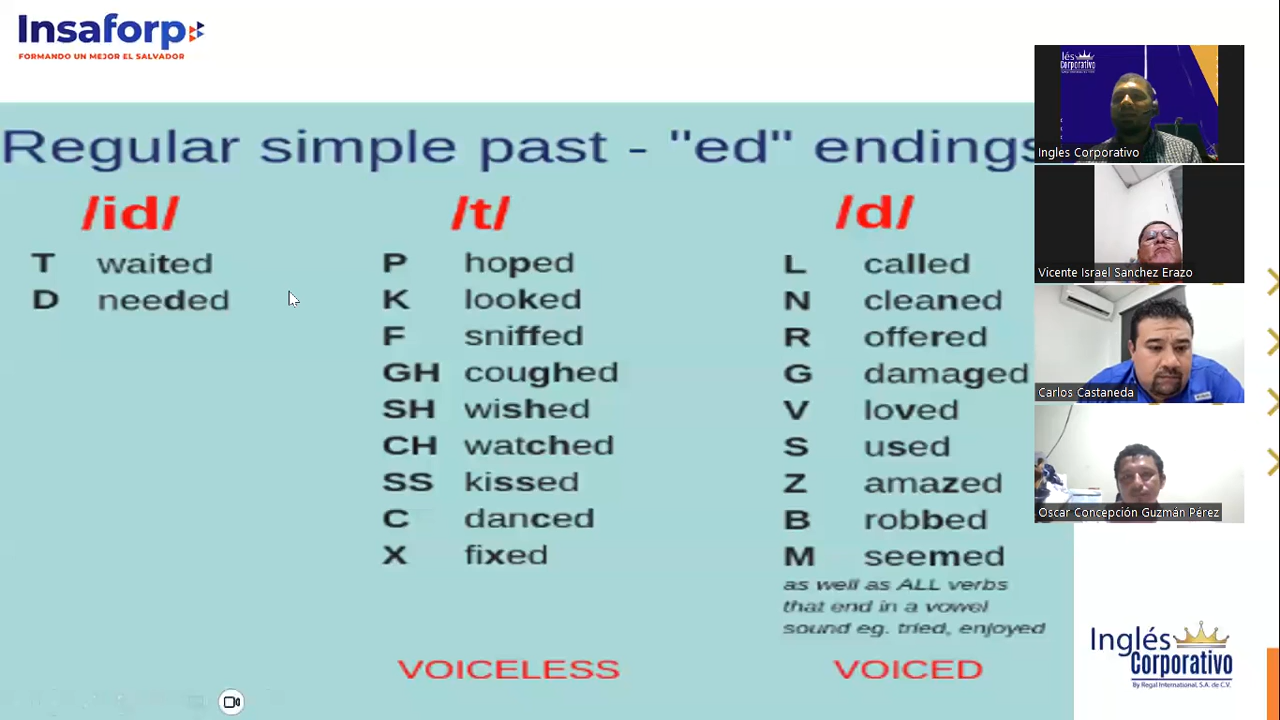 Insaforp
FORMANDO UN MEJOR EL SALVADOR
Regular simple past - "ed" endings
/id/
T waited
D needed
/t/
P hoped
K looked
F sniffed
GH coughed
SH wished
CH watched
SS kissed
C danced
X fixed
VOICELESS
/d/
L called
N cleaned
R offered
G damaged
V loved
S used
Z amazed
B robbed
M seemed
as well as ALL verbs
that end in a vowel
sound eg. tried, enjoyed
VOICED
lés
Corporativo
Ingles Corporativo
Vicente Israel Sanchez Erazo
Carlos Castaneda
Oscar Concepción Guzmán Pérez
Inglés
Corporativo
By Regal International, S.A. de C.V.